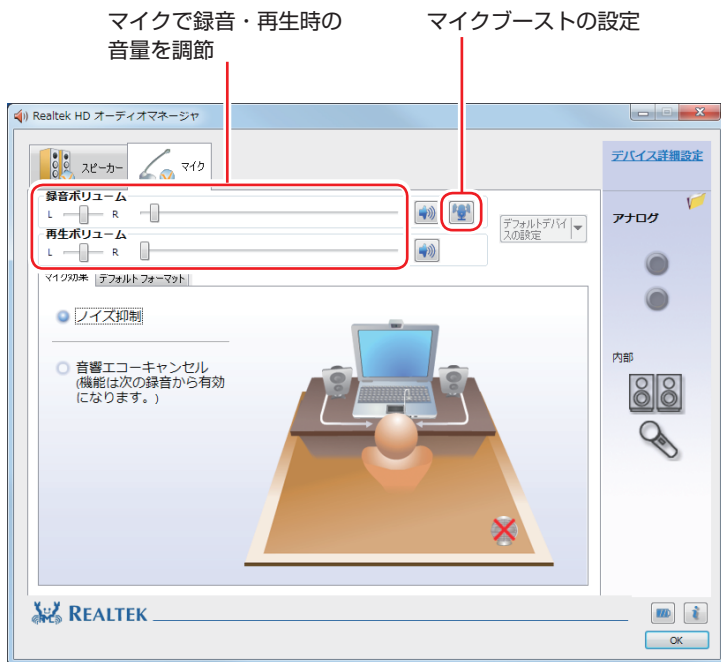 マイクで録音・再生時の
音量を調節
マイクブーストの設定
Realtek HD オーディオマネージャ
スピーカー
マイク
デバイス詳細設定
録音ボリューム
L R
再生ボリューム
L R
デフォルトデバイ
スの設定
アナログ
マイク効果 デフォルトフォーマット
ノイズ抑制
音響エコーキャンセル
(機能は次の録音から有効
になります。)
内部
REALTEK
OK